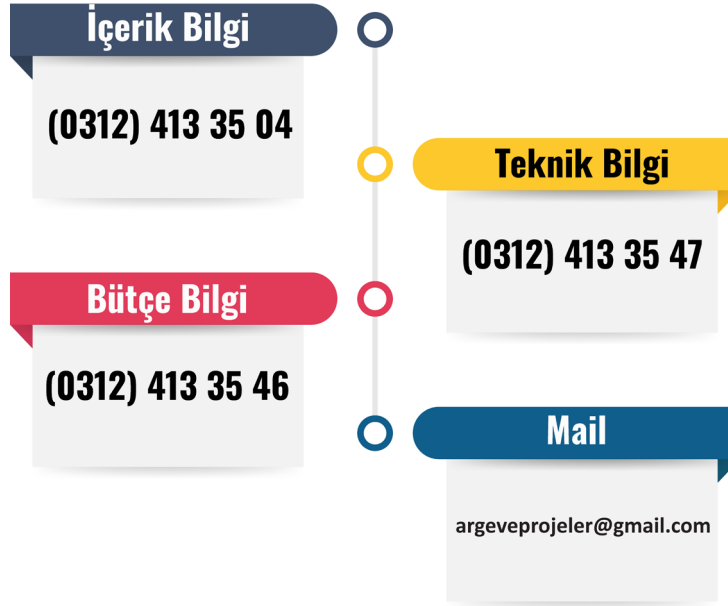 İçerik Bilgi
(0312) 413 35 04
Teknik Bilgi
(0312) 413 35 47
Bütçe Bilgi
(0312) 413 35 46
Mail
argeveprojeler@gmail.com